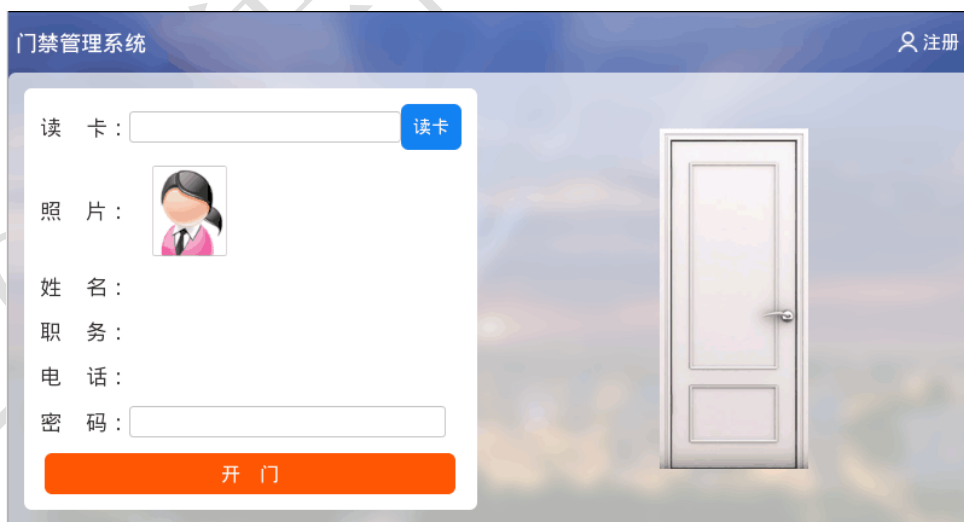 门禁管理系统 注册
读 卡： 读卡
照 片：
姓 名：
职 务：
电 话：
密 码：
开 门